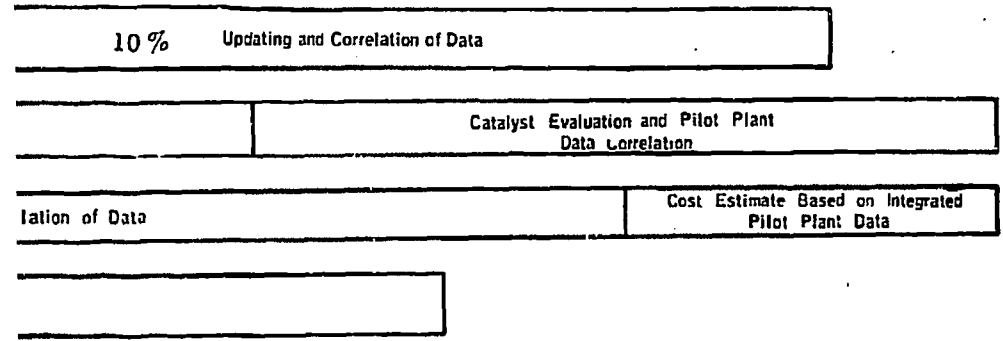 10% Updating and Correlation of Data
Catalyst Evaluation and Pilot Plant
Data Correlation
lation of Data
Cost Estimate Based on Integrated
Pilot Plant Data